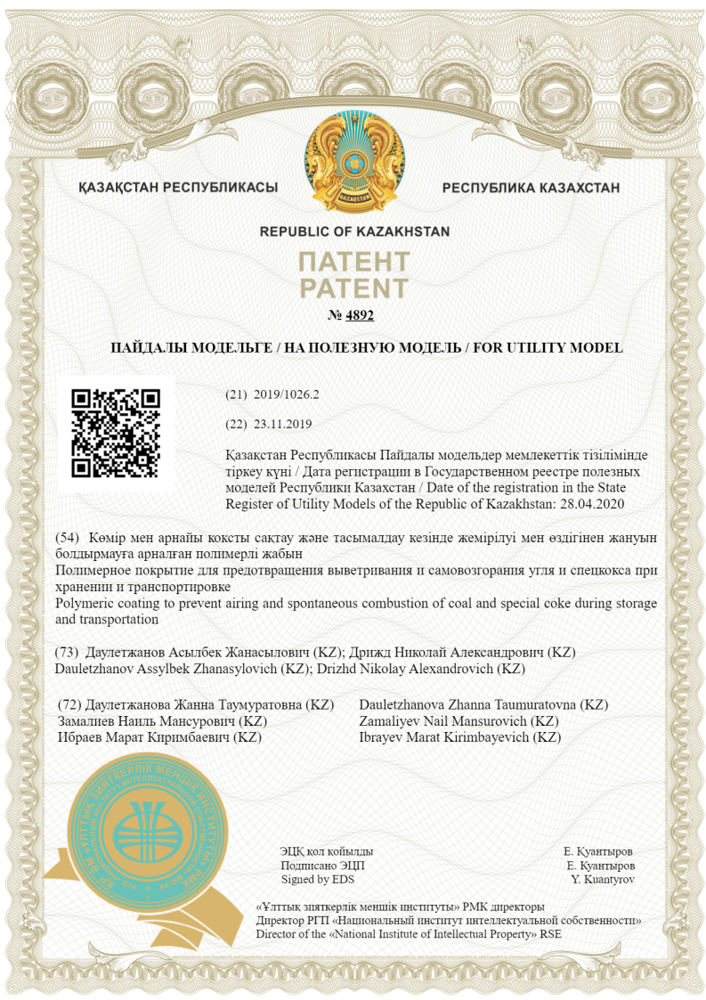 ҚАЗАҚСТАН РЕСПУБЛИКАСЫ
РЕСПУБЛИКА КАЗАХСТАН
QAZAQSTAN
REPUBLIC OF KAZAKHSTAN
ПАТЕНТ
PATENT
№ 4892
ПАЙДАЛЫ МОДЕЛЬГЕ / НА ПОЛЕЗНУЮ МОДЕЛЬ / FOR UTILITY MODEL
(21) 2019/1026.2
(22) 23.11.2019
Қазақстан Республикасы Пайдалы модельдер мемлекеттік тізілімінде
тіркеу күні / Дата регистрации в Государственном реестре полезных
моделей Республики Казахстан / Date of the registration in the State
Register of Utility Models of the Republic of Kazakhstan: 28.04.2020
(54) Көмір мен арнайы коксты сақтау және тасымалдау кезінде жемірілуі мен өздігінен жануын
болдырмауға арналған полимерлі жабын
Полимерное покрытие для предотвращения выветривания и самовозгорания угля и спецкокса при
хранении и транспортировке
Polymeric coating to prevent airing and spontaneous combustion of coal and special coke during storage
and transportation
(73) Даулетжанов Асылбек Жанасылович (KZ); Дрижд Николай Александрович (KZ)
Dauletzhanov Assylbek Zhanasylovich (KZ); Drizhd Nikolay Alexandrovich (KZ)
(72) Даулетжанова Жанна Таумуратовна (KZ) Dauletzhanova Zhanna Taumuratovna (KZ)
Замалиев Наиль Мансурович (KZ) Zamaliyev Nail Mansurovich (KZ)
Ибраев Марат Киримбаевич (KZ) Ibrayev Marat Kirimbayevich (KZ)
ҚР ӘМ «ҰЛТТЫҚ ЗИЯТКЕРЛІК МЕНШІК ИНСТИТУТЫ» РМК
ЭЦҚ қол қойылды Е. Қуантыров
Подписано ЭЦП Е. Куантыров
Signed by EDS Y. Kuantyrov
«Ұлттық зияткерлік меншік институты» РМК директоры
Директор РГП «Национальный институт интеллектуальной собственности»
Director of the «National Institute of Intellectual Property» RSE